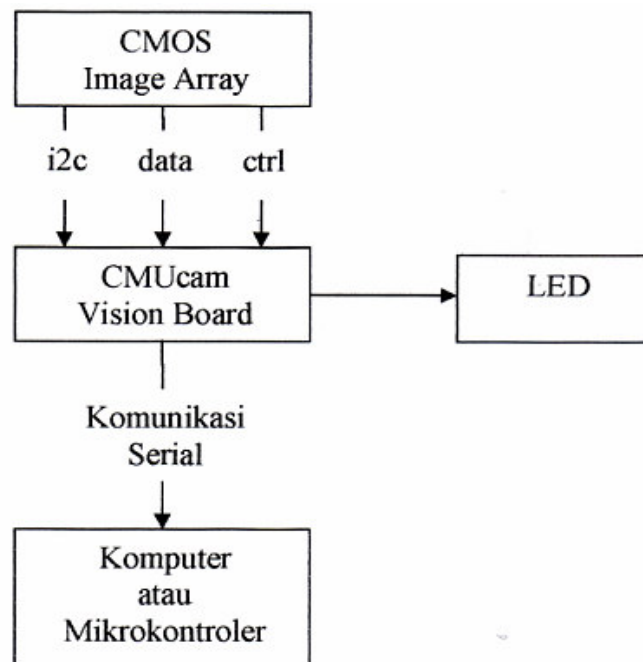 CMOS
Image Array
i2c data ctrl
CMUcam
Vision Board
LED
Komunikasi
Serial
Komputer
atau
Mikrokontroler